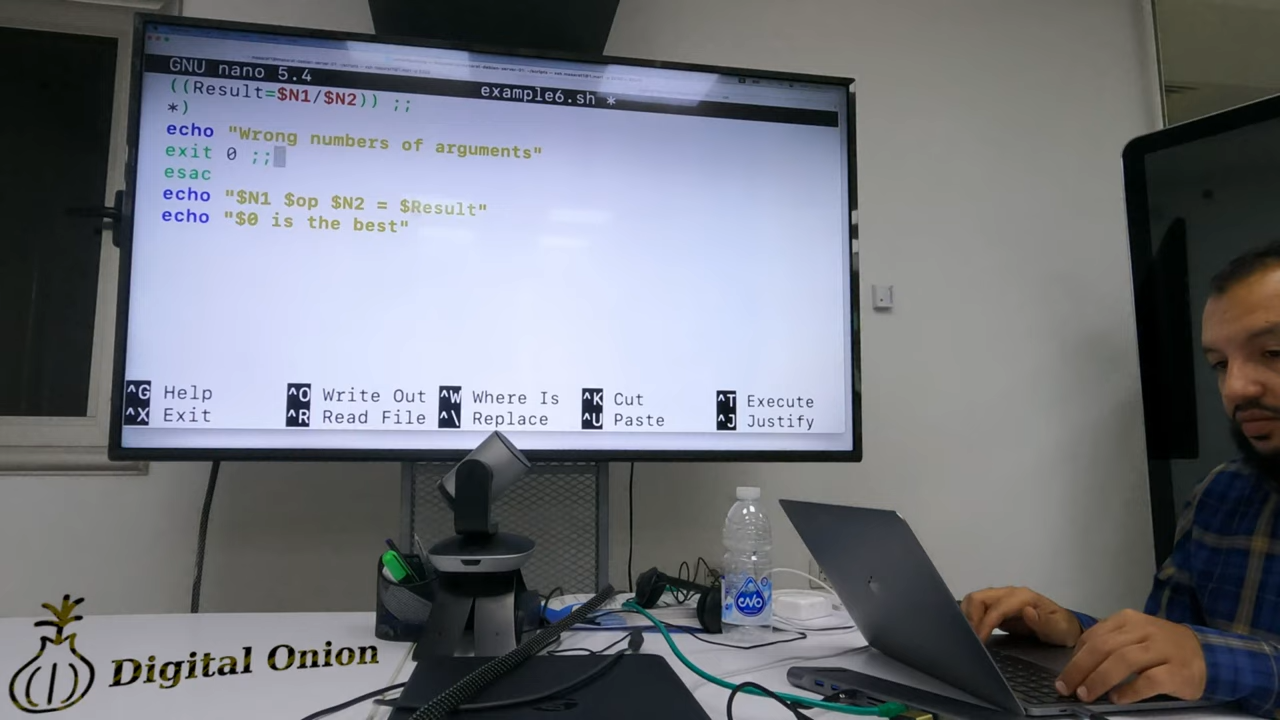 GNU nano 5.4 example6.sh *
((Result=$N1/$N2)) ;;
*)
echo "Wrong numbers of arguments"
exit 0 ;;
esac
echo "$N1 $op $N2 = $Result"
echo "$0 is the best"
^G Help ^O Write Out ^W Where Is ^K Cut ^T Execute
^X Exit ^R Read File ^\ Replace ^U Paste ^J Justify
Digital Onion